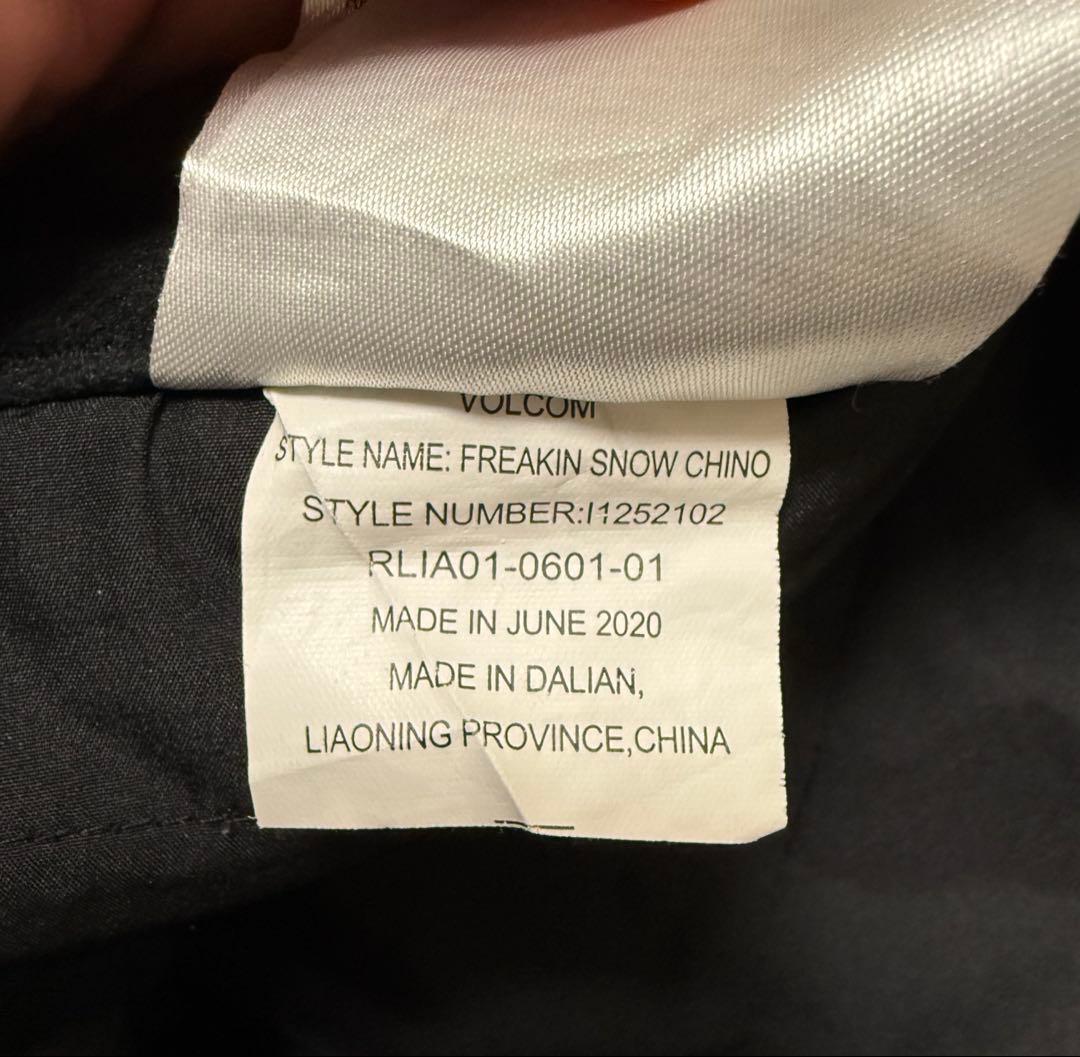 VOLCOM
STYLE NAME: FREAKIN SNOW CHINO
STYLE NUMBER:I1252102
RLIA01-0601-01
MADE IN JUNE 2020
MADE IN DALIAN,
LIAONING PROVINCE,CHINA